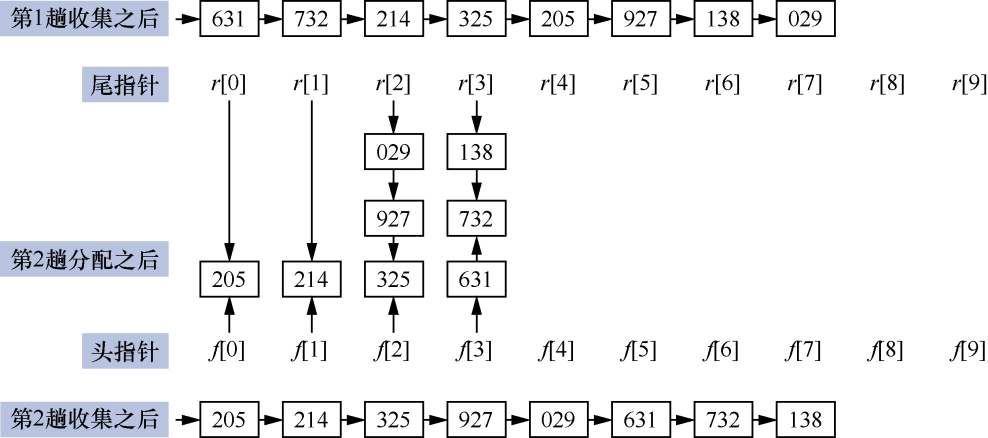 第1趟收集之后 631 732 214 325 205 927 138 029
尾指针 r[0] r[1] r[2] r[3] r[4] r[5] r[6] r[7] r[8] r[9]
029 138
927 732
第2趟分配之后
205 214 325 631
头指针 f[0] f[1] f[2] f[3] f[4] f[5] f[6] f[7] f[8] f[9]
第2趟收集之后 205 214 325 927 029 631 732 138